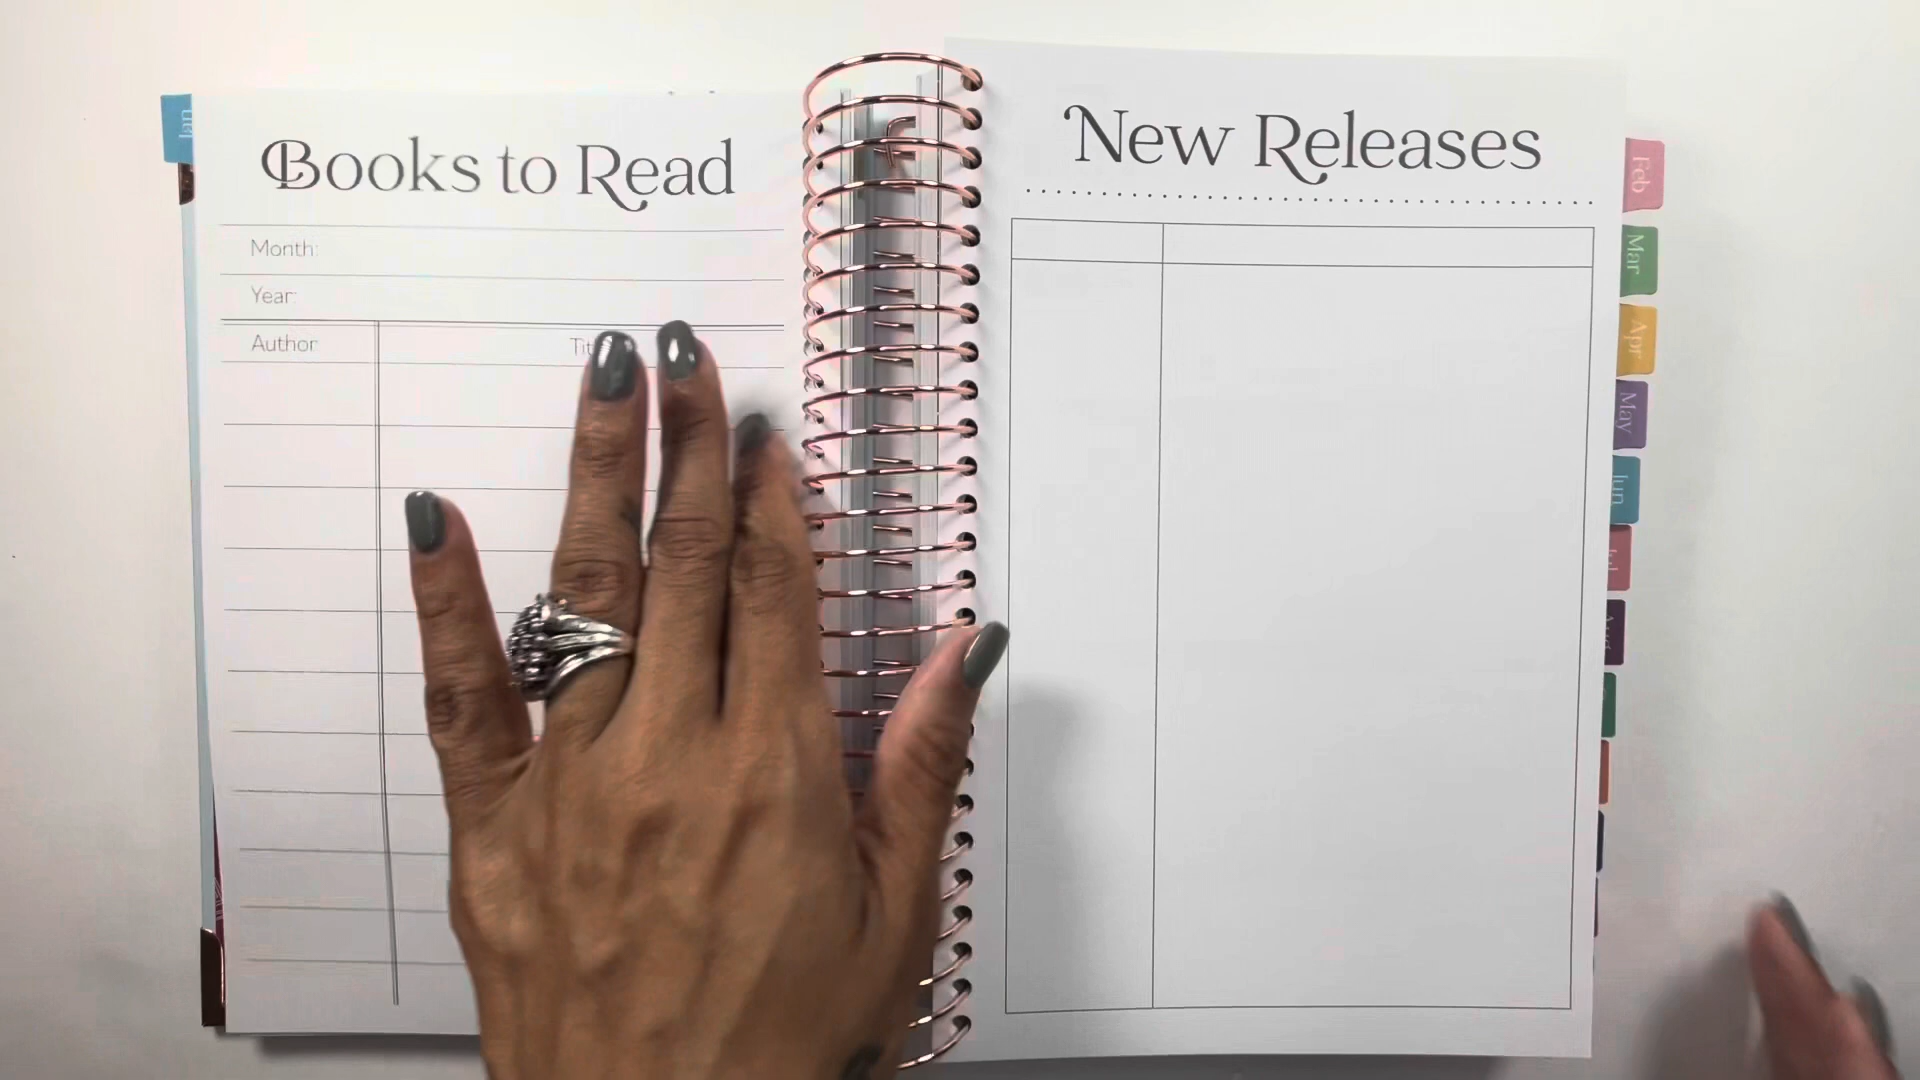 Jan
Books to Read
Month:
Year:
Author
New Releases
Feb
Mar
Apr
May
Jun